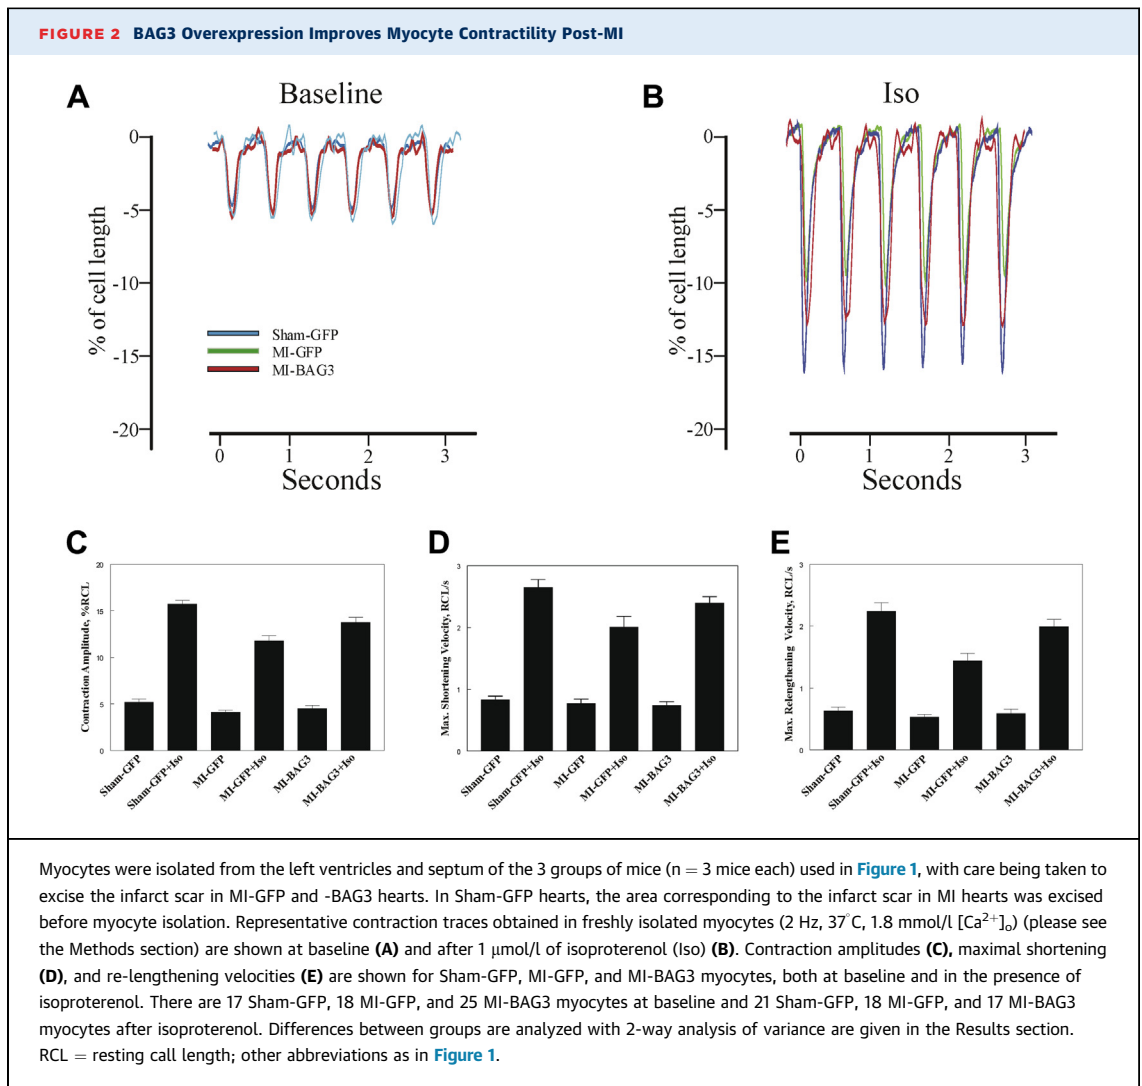 FIGURE 2 BAG3 Overexpression Improves Myocyte Contractility Post-MI
A
Baseline
0
-5
-10
-15
-20
% of cell length
Sham-GFP
MI-GFP
MI-BAG3
0 1 2 3
Seconds
B
Iso
0
-5
-10
-15
-20
% of cell length
0 1 2 3
Seconds
C
20
15
10
5
0
Contraction Amplitude, %RCL
Sham-GFP
Sham-GFP+Iso
MI-GFP
MI-GFP+Iso
MI-BAG3
MI-BAG3+Iso
D
3
2
1
0
Max. Shortening Velocity, RCL/s
Sham-GFP
Sham-GFP+Iso
MI-GFP
MI-GFP+Iso
MI-BAG3
MI-BAG3+Iso
E
3
2
1
0
Max. Relengthening Velocity, RCL/s
Sham-GFP
Sham-GFP+Iso
MI-GFP
MI-GFP+Iso
MI-BAG3
MI-BAG3+Iso
Myocytes were isolated from the left ventricles and septum of the 3 groups of mice (n = 3 mice each) used in Figure 1, with care being taken to
excise the infarct scar in MI-GFP and -BAG3 hearts. In Sham-GFP hearts, the area corresponding to the infarct scar in MI hearts was excised
before myocyte isolation. Representative contraction traces obtained in freshly isolated myocytes (2 Hz, 37°C, 1.8 mmol/l [Ca²⁺]ₒ) (please see
the Methods section) are shown at baseline (A) and after 1 μmol/l of isoproterenol (Iso) (B). Contraction amplitudes (C), maximal shortening
(D), and re-lengthening velocities (E) are shown for Sham-GFP, MI-GFP, and MI-BAG3 myocytes, both at baseline and in the presence of
isoproterenol. There are 17 Sham-GFP, 18 MI-GFP, and 25 MI-BAG3 myocytes at baseline and 21 Sham-GFP, 18 MI-GFP, and 17 MI-BAG3
myocytes after isoproterenol. Differences between groups are analyzed with 2-way analysis of variance are given in the Results section.
RCL = resting call length; other abbreviations as in Figure 1.